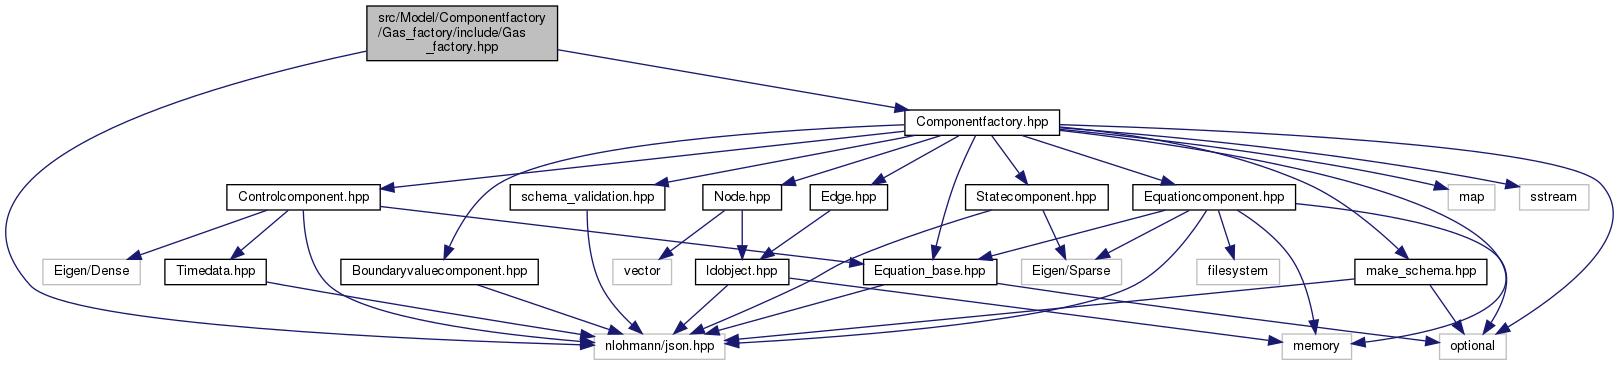 src/Model/Componentfactory
/Gas_factory/include/Gas
_factory.hpp
Componentfactory.hpp
Controlcomponent.hpp
schema_validation.hpp
Node.hpp
Edge.hpp
Statecomponent.hpp
Equationcomponent.hpp
map
sstream
Eigen/Dense
Timedata.hpp
Boundaryvaluecomponent.hpp
vector
Idobject.hpp
Equation_base.hpp
Eigen/Sparse
filesystem
make_schema.hpp
nlohmann/json.hpp
memory
optional